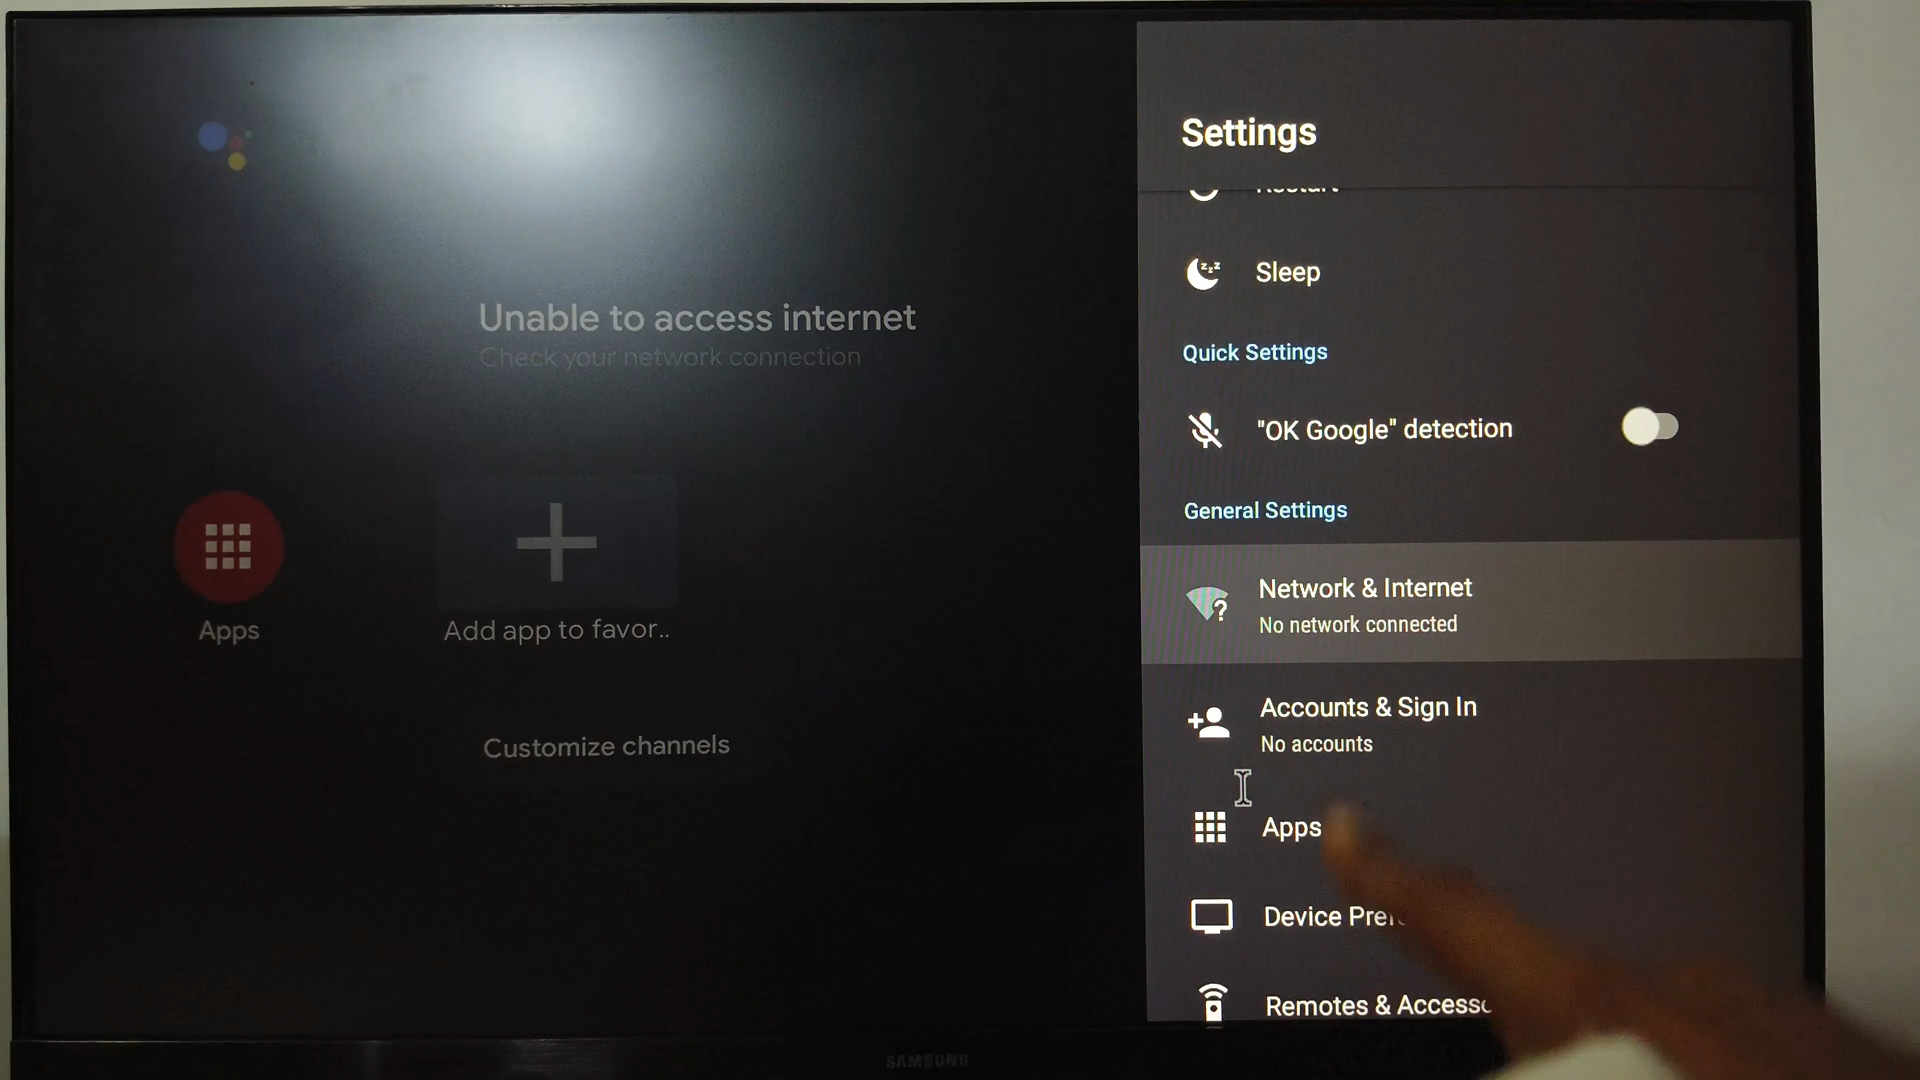 Settings
Restart
Sleep
Quick Settings
"OK Google" detection
General Settings
Network & Internet
No network connected
Accounts & Sign In
No accounts
Apps
Device Pref
Remotes & Access
Unable to access internet
Check your network connection
Apps
Add app to favor..
Customize channels
SAMSUNG